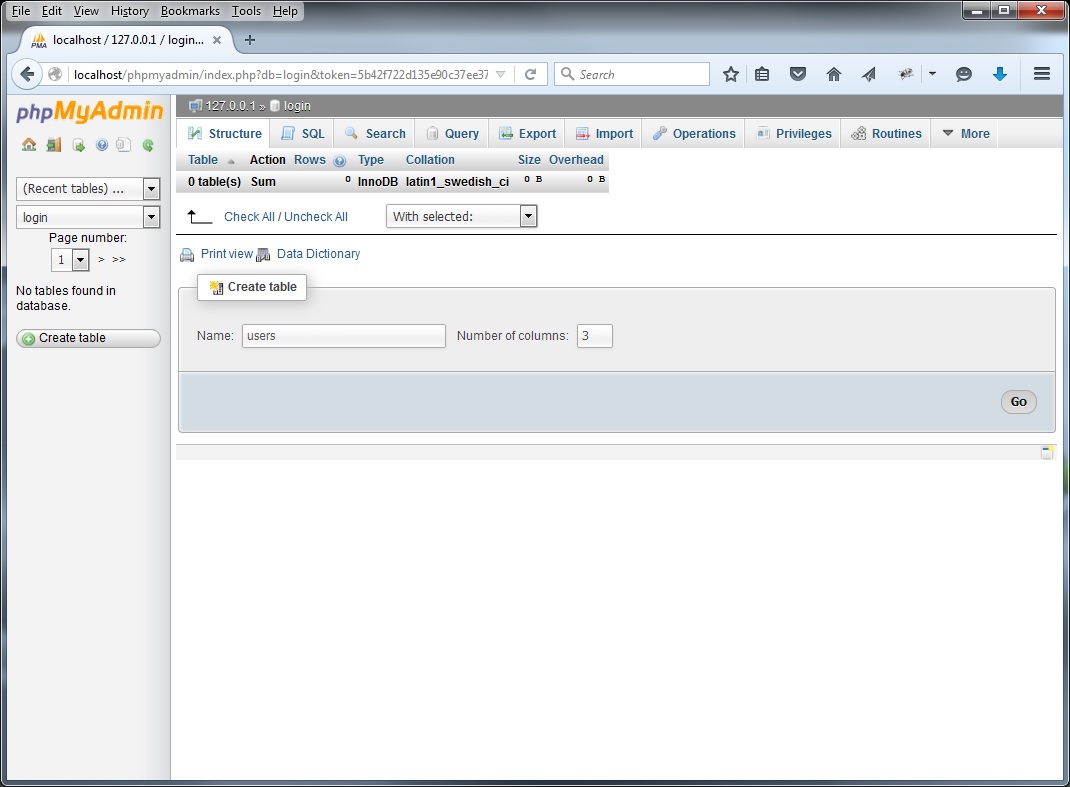 File Edit View History Bookmarks Tools Help
PMA localhost / 127.0.0.1 / login...
localhost/phpmyadmin/index.php?db=login&token=5b42f722d135e90c37ee37
Search
phpMyAdmin
127.0.0.1 » login
Structure SQL Search Query Export Import Operations Privileges Routines More
Table Action Rows Type Collation Size Overhead
0 table(s) Sum 0 InnoDB latin1_swedish_ci 0 B 0 B
(Recent tables) ...
login
Check All / Uncheck All With selected:
Page number:
1 > >>
Print view Data Dictionary
No tables found in
database.
Create table
Create table
Name: users Number of columns: 3
Go